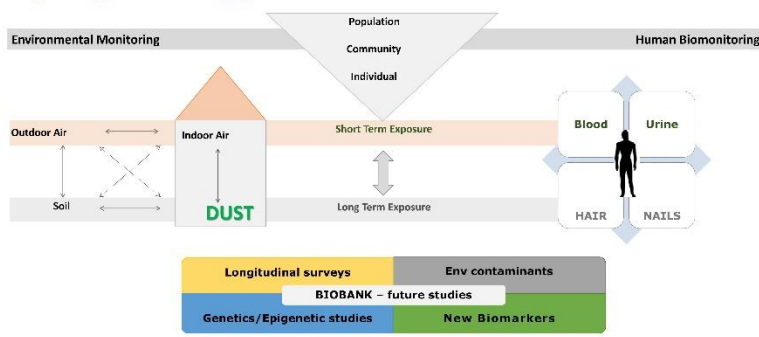 Population
Environmental Monitoring
Community
Human Biomonitoring
Individual
Outdoor Air
Indoor Air
Short Term Exposure
Blood
Urine
Soil
DUST
Long Term Exposure
HAIR
NAILS
Longitudinal surveys
Env contaminants
BIOBANK – future studies
Genetics/Epigenetic studies
New Biomarkers